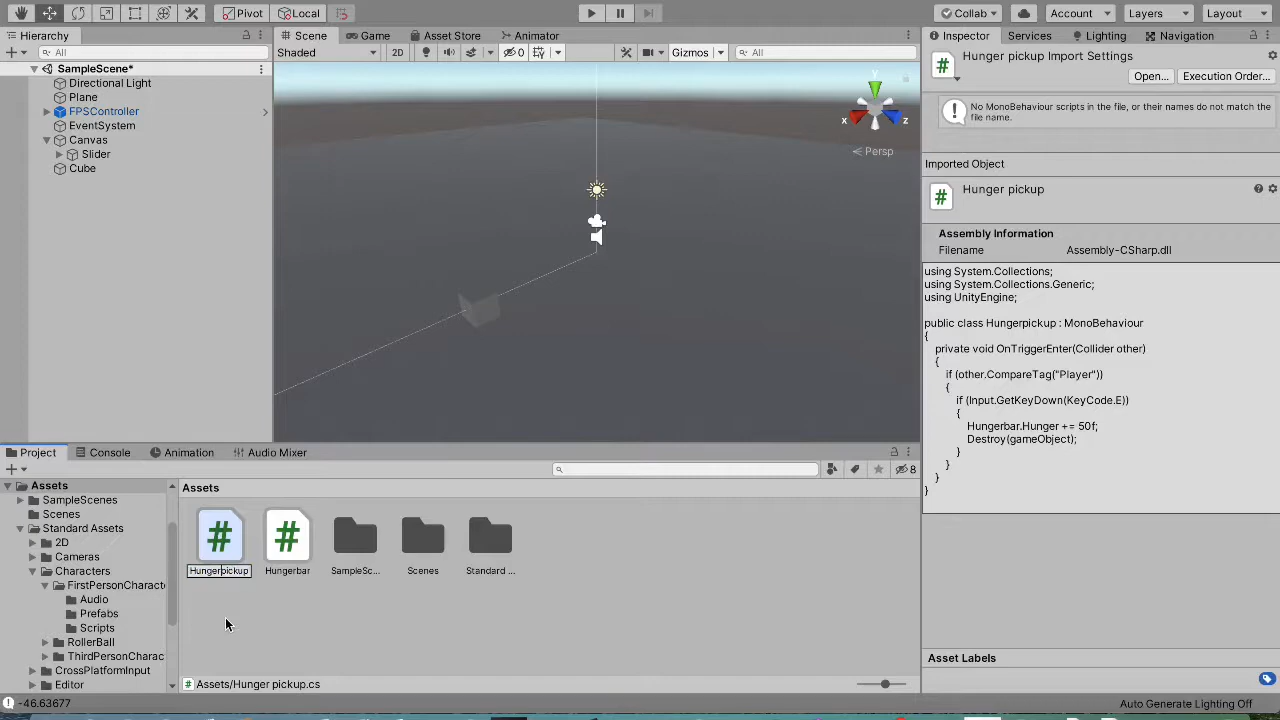 Pivot Local Collab Account Layers Layout
Hierarchy Scene Game Asset Store Animator Inspector Services Lighting Navigation
All Shaded 2D 0 Gizmos All
SampleScene*
Directional Light
Plane
FPSController
EventSystem
Canvas
Slider
Cube
y
x z
Persp
Hunger pickup Import Settings
Open... Execution Order...
No MonoBehaviour scripts in the file, or their names do not match the
file name.
Imported Object
Hunger pickup
Assembly Information
Filename Assembly-CSharp.dll
using System.Collections;
using System.Collections.Generic;
using UnityEngine;
public class Hungerpickup : MonoBehaviour
{
private void OnTriggerEnter(Collider other)
{
if (other.CompareTag("Player"))
{
if (Input.GetKeyDown(KeyCode.E))
{
Hungerbar.Hunger += 50f;
Destroy(gameObject);
}
}
}
}
Asset Labels
Project Console Animation Audio Mixer
8
Assets
SampleScenes
Scenes
Standard Assets
2D
Cameras
Characters
FirstPersonCharact
Audio
Prefabs
Scripts
RollerBall
ThirdPersonCharac
CrossPlatformInput
Editor
Assets
# # 
Hungerpickup Hungerbar SampleSc... Scenes Standard ...
Assets/Hunger pickup.cs
-46.63677 Auto Generate Lighting Off